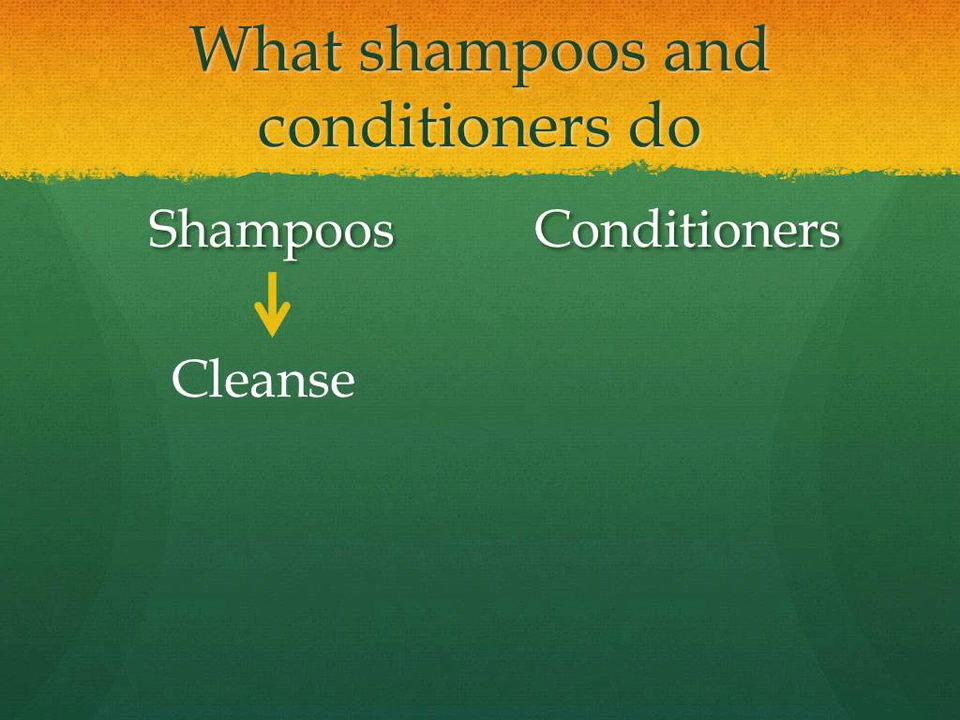 What shampoos and
conditioners do
Shampoos
Conditioners
Cleanse